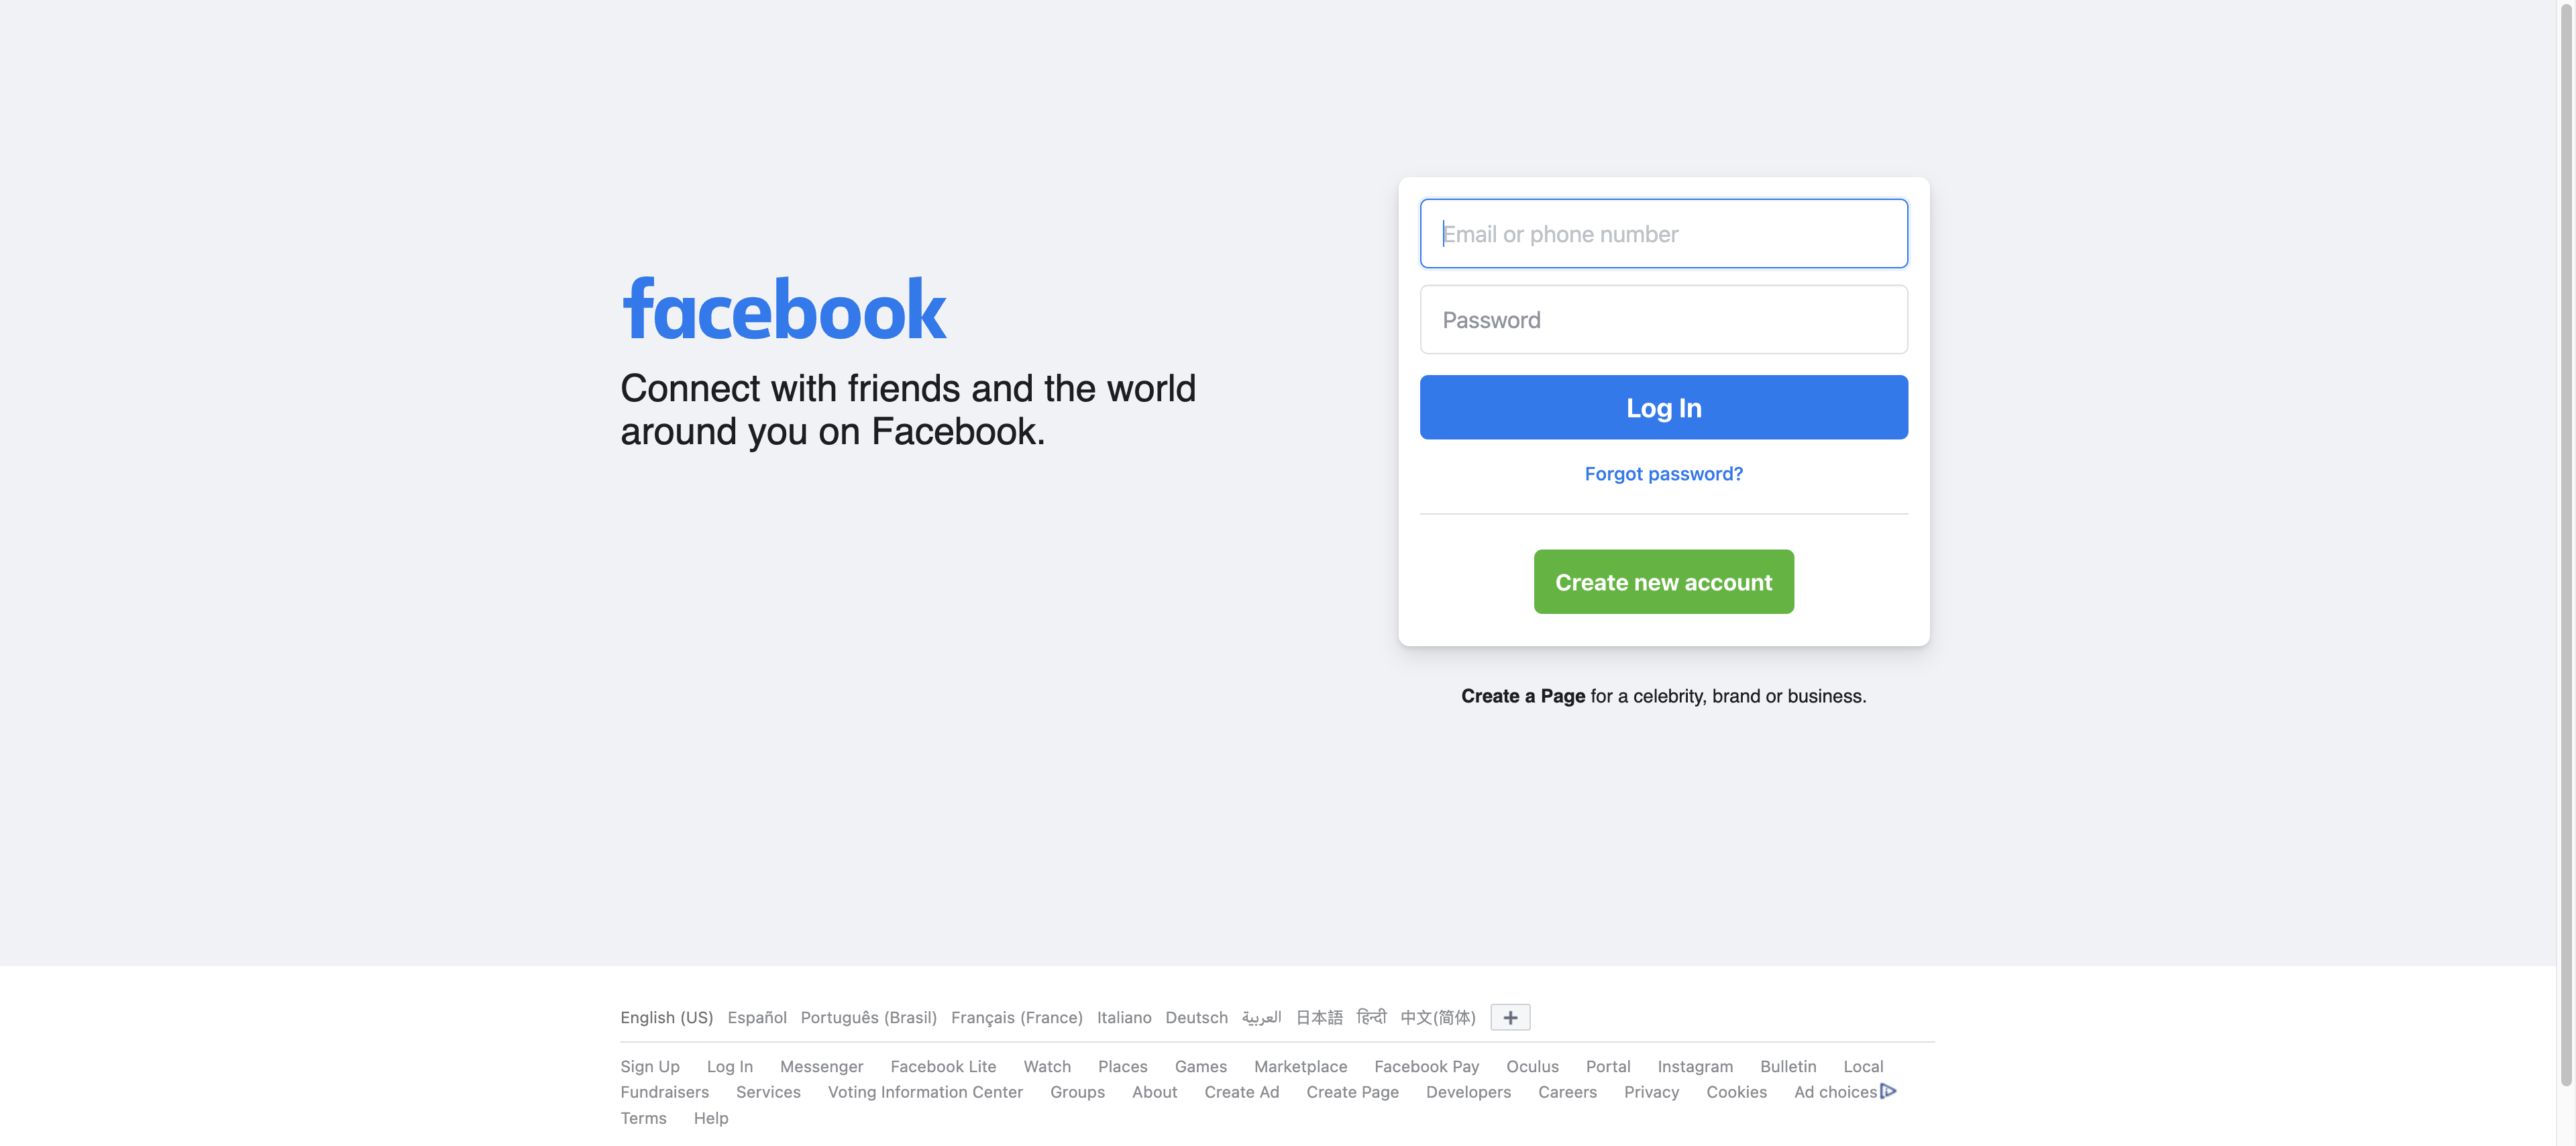 facebook
Connect with friends and the world
around you on Facebook.
Email or phone number
Password
Log In
Forgot password?
Create new account
Create a Page for a celebrity, brand or business.
English (US) Español Português (Brasil) Français (France) Italiano Deutsch العربية 日本語 हिन्दी 中文(简体) +
Sign Up Log In Messenger Facebook Lite Watch Places Games Marketplace Facebook Pay Oculus Portal Instagram Bulletin Local
Fundraisers Services Voting Information Center Groups About Create Ad Create Page Developers Careers Privacy Cookies Ad choices
Terms Help